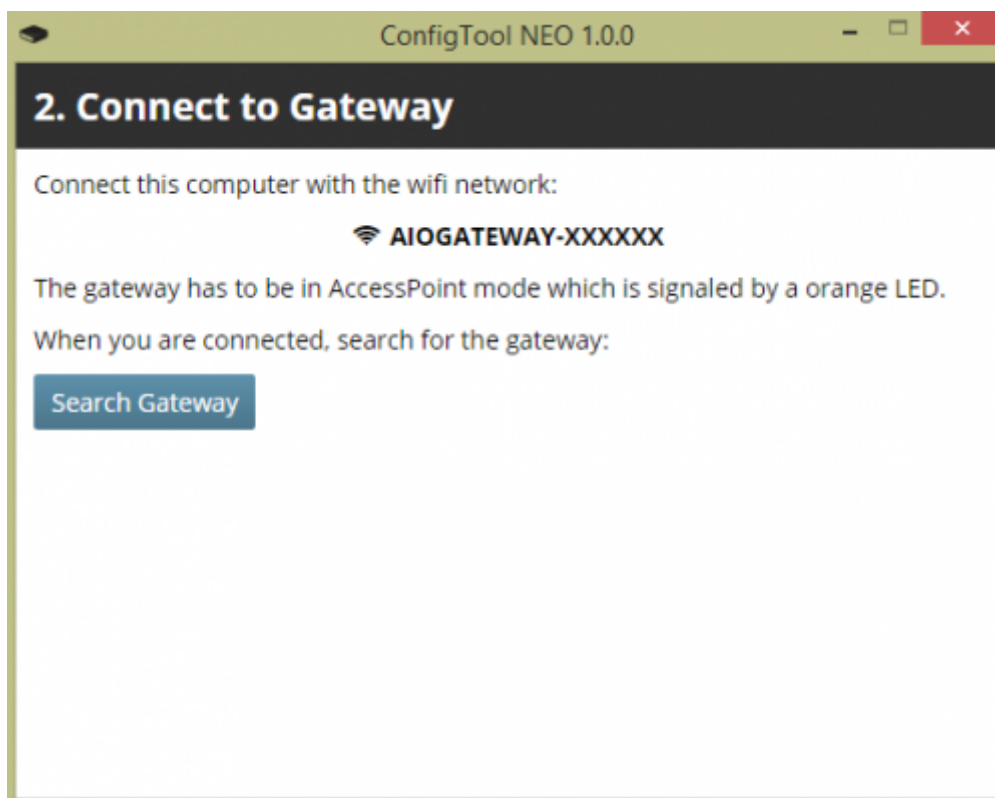 ConfigTool NEO 1.0.0
2. Connect to Gateway
Connect this computer with the wifi network:
AIOGATEWAY-XXXXXX
The gateway has to be in AccessPoint mode which is signaled by a orange LED.
When you are connected, search for the gateway:
Search Gateway